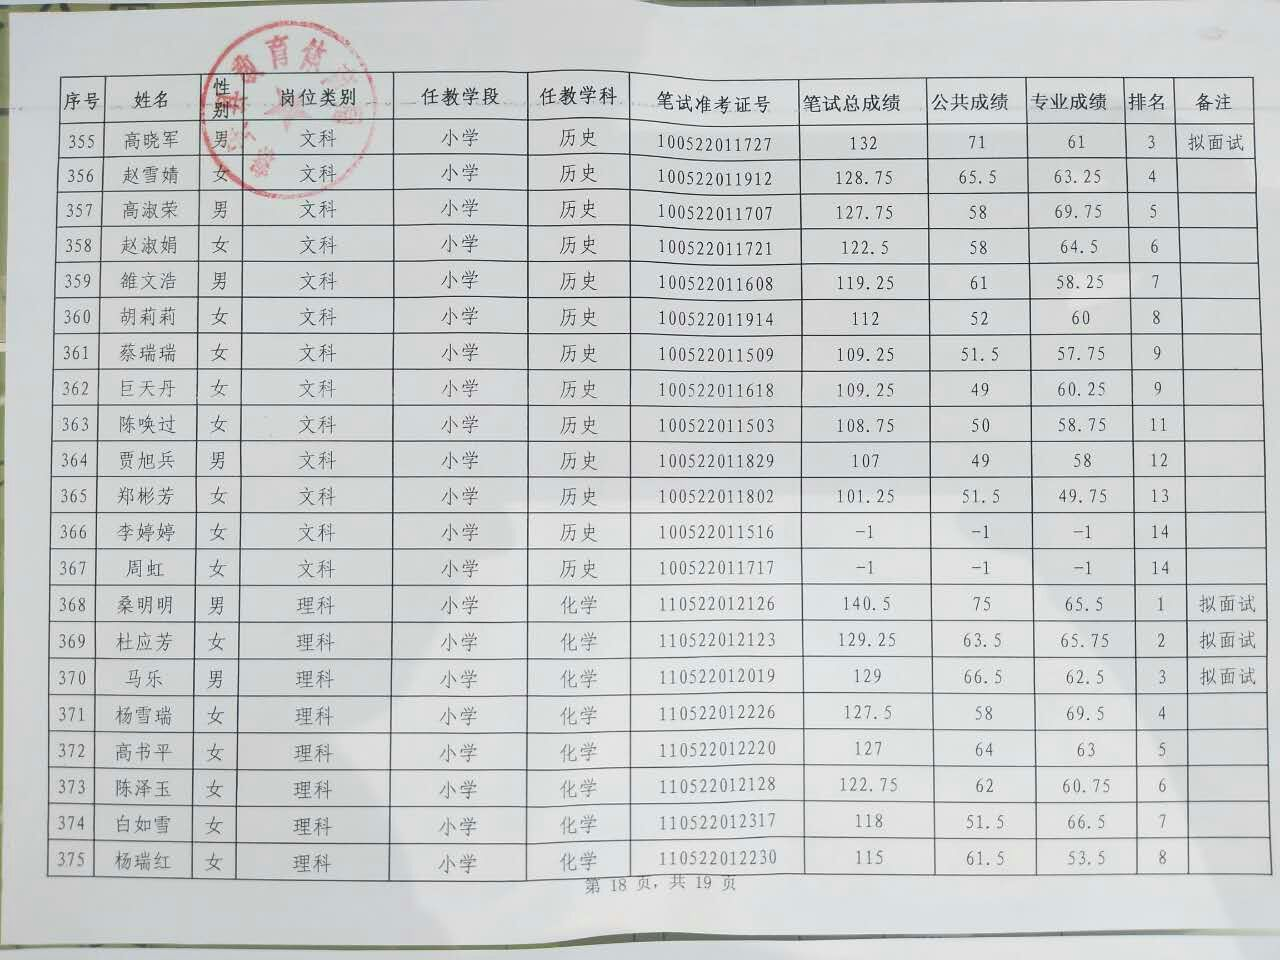 教育体
序号 姓名 性别 岗位类别 任教学段 任教学科 笔试准考证号 笔试总成绩 公共成绩 专业成绩 排名 备注
355 高晓军 男 文科 小学 历史 100522011727 132 71 61 3 拟面试
356 赵雪婧 女 文科 小学 历史 100522011912 128.75 65.5 63.25 4
357 高淑荣 男 文科 小学 历史 100522011707 127.75 58 69.75 5
358 赵淑娟 女 文科 小学 历史 100522011721 122.5 58 64.5 6
359 雒文浩 男 文科 小学 历史 100522011608 119.25 61 58.25 7
360 胡莉莉 女 文科 小学 历史 100522011914 112 52 60 8
361 蔡瑞瑞 女 文科 小学 历史 100522011509 109.25 51.5 57.75 9
362 巨天丹 女 文科 小学 历史 100522011618 109.25 49 60.25 9
363 陈唤过 女 文科 小学 历史 100522011503 108.75 50 58.75 11
364 贾旭兵 男 文科 小学 历史 100522011829 107 49 58 12
365 郑彬芳 女 文科 小学 历史 100522011802 101.25 51.5 49.75 13
366 李婷婷 女 文科 小学 历史 100522011516 -1 -1 -1 14
367 周虹 女 文科 小学 历史 100522011717 -1 -1 -1 14
368 桑明明 男 理科 小学 化学 110522012126 140.5 75 65.5 1 拟面试
369 杜应芳 女 理科 小学 化学 110522012123 129.25 63.5 65.75 2 拟面试
370 马乐 男 理科 小学 化学 110522012019 129 66.5 62.5 3 拟面试
371 杨雪瑞 女 理科 小学 化学 110522012226 127.5 58 69.5 4
372 高书平 女 理科 小学 化学 110522012220 127 64 63 5
373 陈泽玉 女 理科 小学 化学 110522012128 122.75 62 60.75 6
374 白如雪 女 理科 小学 化学 110522012317 118 51.5 66.5 7
375 杨瑞红 女 理科 小学 化学 110522012230 115 61.5 53.5 8
第 18 页，共 19 页